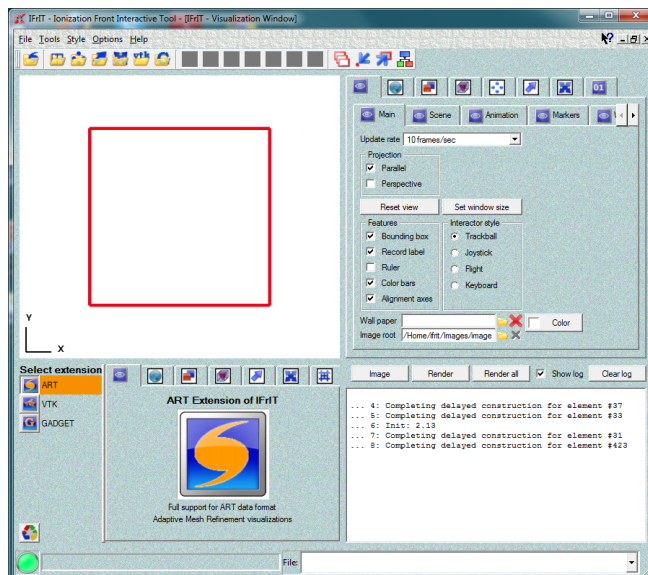 IFrIT - Ionization Front Interactive Tool - [IFrIT - Visualization Window]
File Tools Style Options Help
vtk
01
Main Scene Animation Markers
Update rate 10 frames/sec
Projection
Parallel
Perspective
Reset view Set window size
Features Interactor style
Bounding box Trackball
Record label Joystick
Ruler Flight
Color bars Keyboard
Alignment axes
Wall paper Color
Image root /Home/ifrit/Images/image
Y
X
Select extension
ART
VTK
GADGET
ART Extension of IFrIT
Full support for ART data format
Adaptive Mesh Refinement visualizations
Image Render Render all Show log Clear log
... 4: Completing delayed construction for element #37
... 5: Completing delayed construction for element #33
... 6: Init: 2.13
... 7: Completing delayed construction for element #31
... 8: Completing delayed construction for element #423
File: